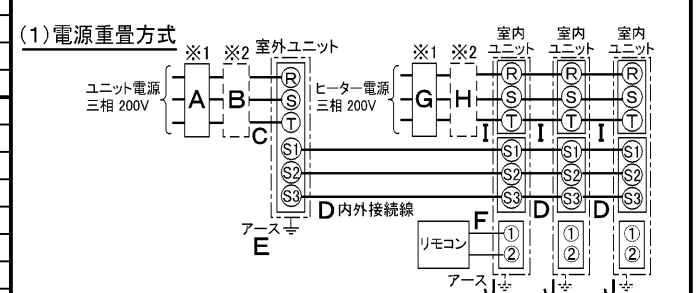 (1)電源重畳方式
※1 ※2 室外ユニット
※1 ※2
室内ユニット
室内ユニット
室内ユニット
ユニット電源
三相 200V
A B
R
S
T
C
ヒーター電源
三相 200V
G H
R R R
S S S
T T T
I I I
S1 S1 S1 S1
S2 S2 S2 S2
S3 S3 S3 S3
D 内外接続線
D D
アース
E
リモコン
F
① ① ①
② ② ②
アース J J J